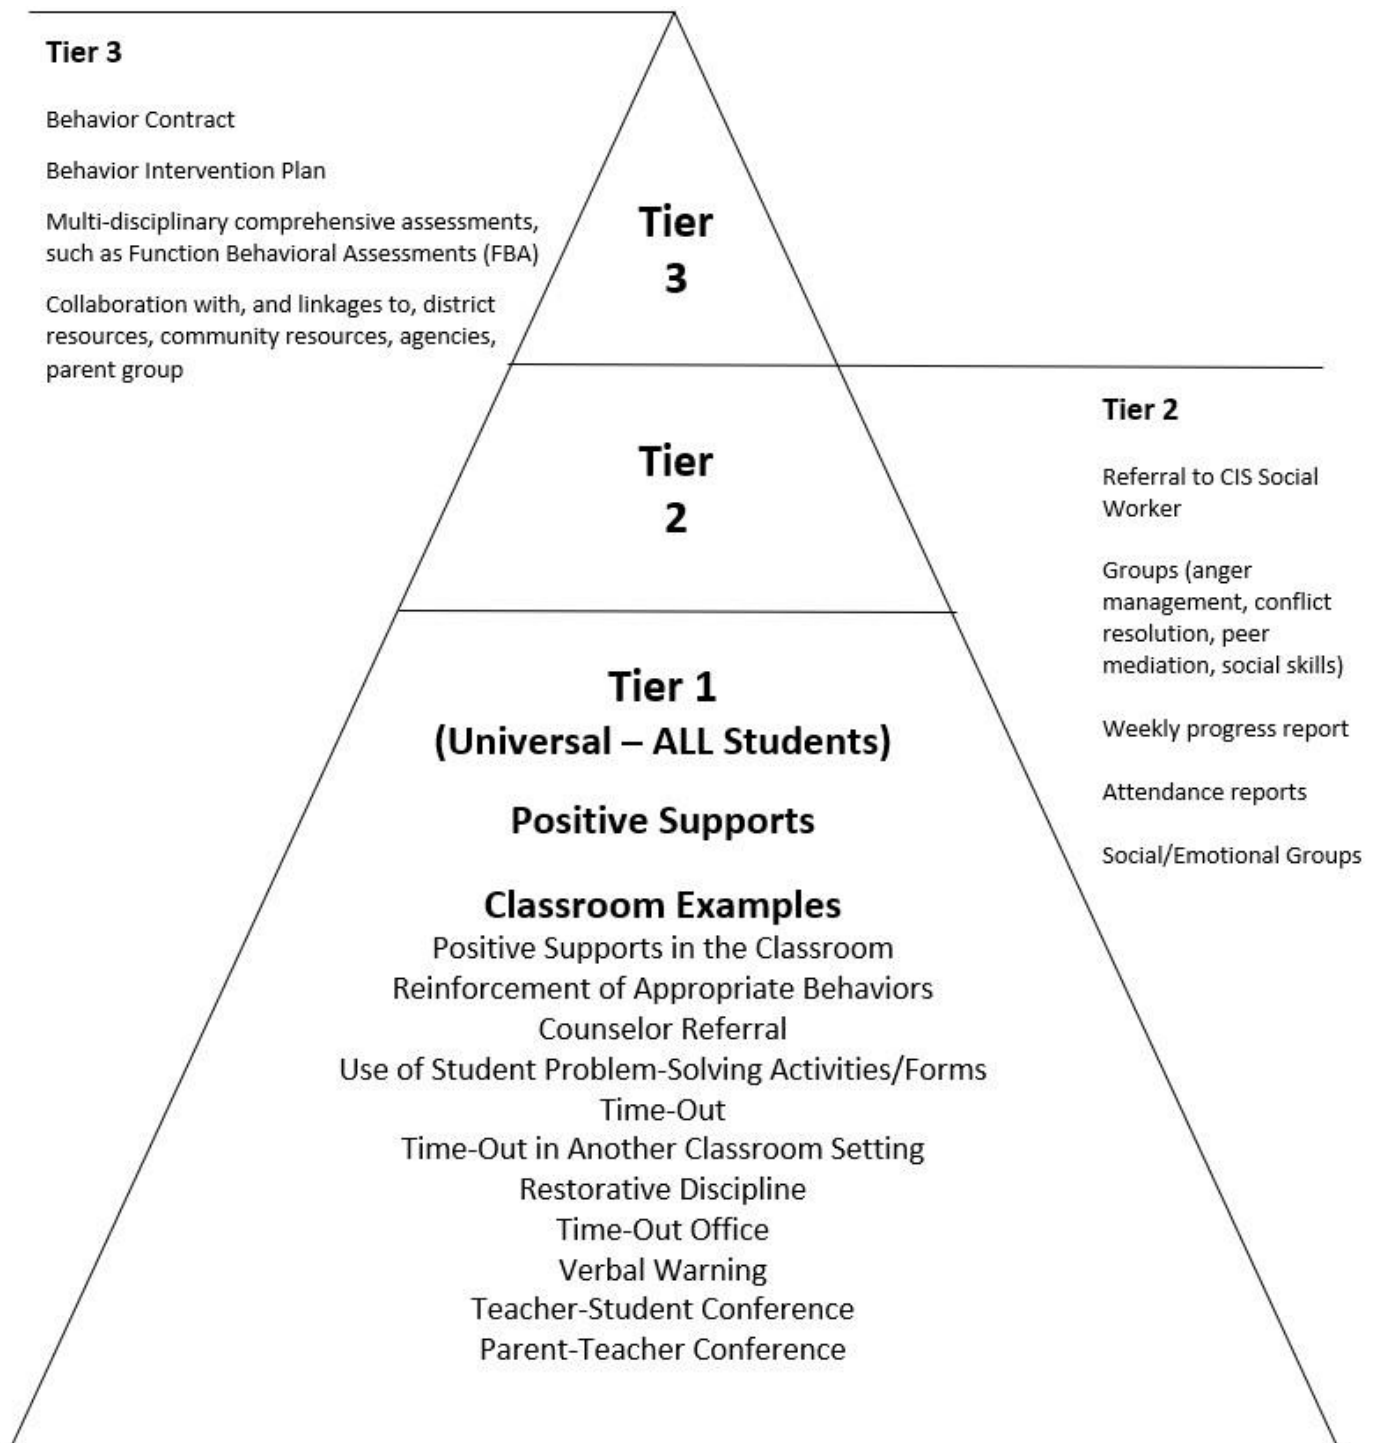 Tier 3
Behavior Contract
Behavior Intervention Plan
Multi-disciplinary comprehensive assessments,
such as Function Behavioral Assessments (FBA)
Collaboration with, and linkages to, district
resources, community resources, agencies,
parent group
Tier
3
Tier
2
Tier 2
Referral to CIS Social
Worker
Groups (anger
management, conflict
resolution, peer
mediation, social skills)
Weekly progress report
Attendance reports
Social/Emotional Groups
Tier 1
(Universal – ALL Students)
Positive Supports
Classroom Examples
Positive Supports in the Classroom
Reinforcement of Appropriate Behaviors
Counselor Referral
Use of Student Problem-Solving Activities/Forms
Time-Out
Time-Out in Another Classroom Setting
Restorative Discipline
Time-Out Office
Verbal Warning
Teacher-Student Conference
Parent-Teacher Conference